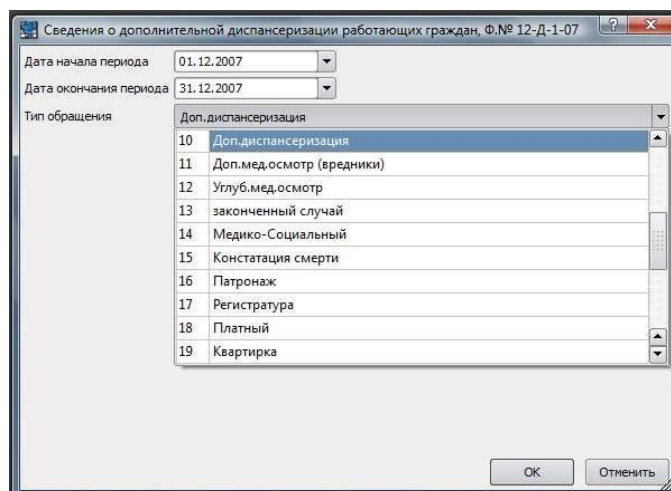 Сведения о дополнительной диспансеризации работающих граждан, Ф.№ 12-Д-1-07
Дата начала периода 01.12.2007
Дата окончания периода 31.12.2007
Тип обращения Доп.диспансеризация
10 Доп.диспансеризация
11 Доп.мед.осмотр (вредники)
12 Углуб.мед.осмотр
13 законченный случай
14 Медико-Социальный
15 Констатация смерти
16 Патронаж
17 Регистратура
18 Платный
19 Квартирка
OK Отменить